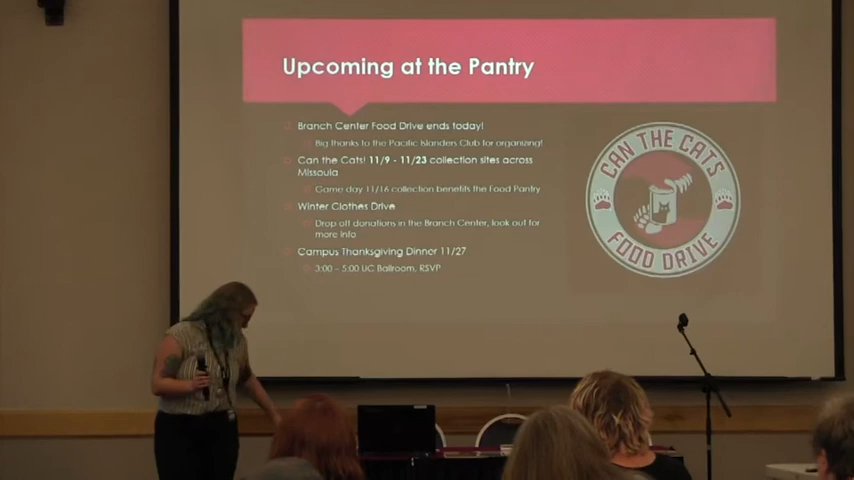 Upcoming at the Pantry
Branch Center Food Drive ends today!
Big thanks to the Pacific Islanders Club for organizing!
Can the Cats! 11/9 - 11/23 collection sites across
Missoula
Game day 11/16 collection benefits the Food Pantry
Winter Clothes Drive
Drop off donations in the Branch Center, look out for
more info
Campus Thanksgiving Dinner 11/27
3:00 - 5:00 UC Ballroom, RSVP
CAN THE CATS
FOOD DRIVE